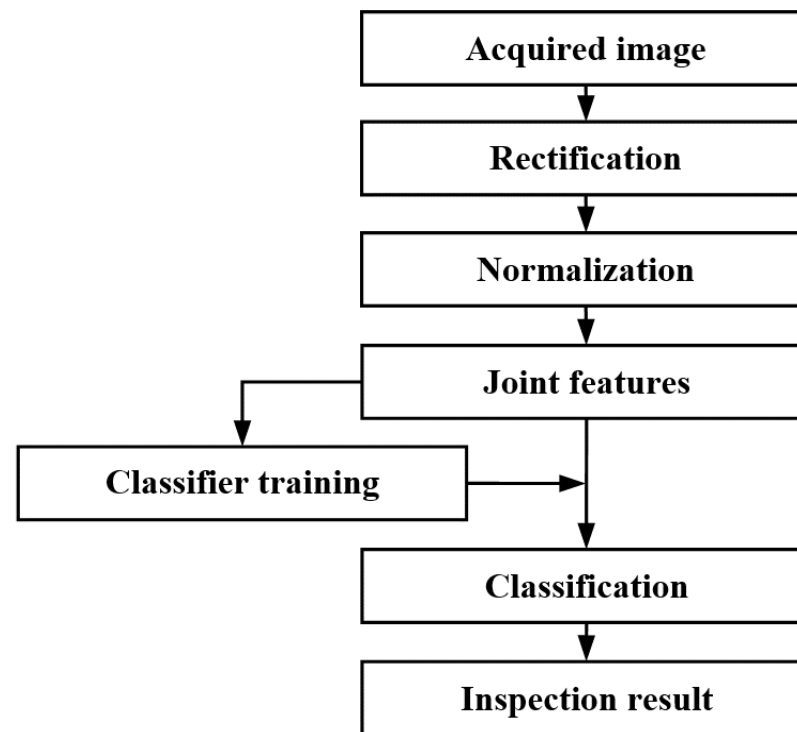 Acquired image
Rectification
Normalization
Joint features
Classifier training
Classification
Inspection result